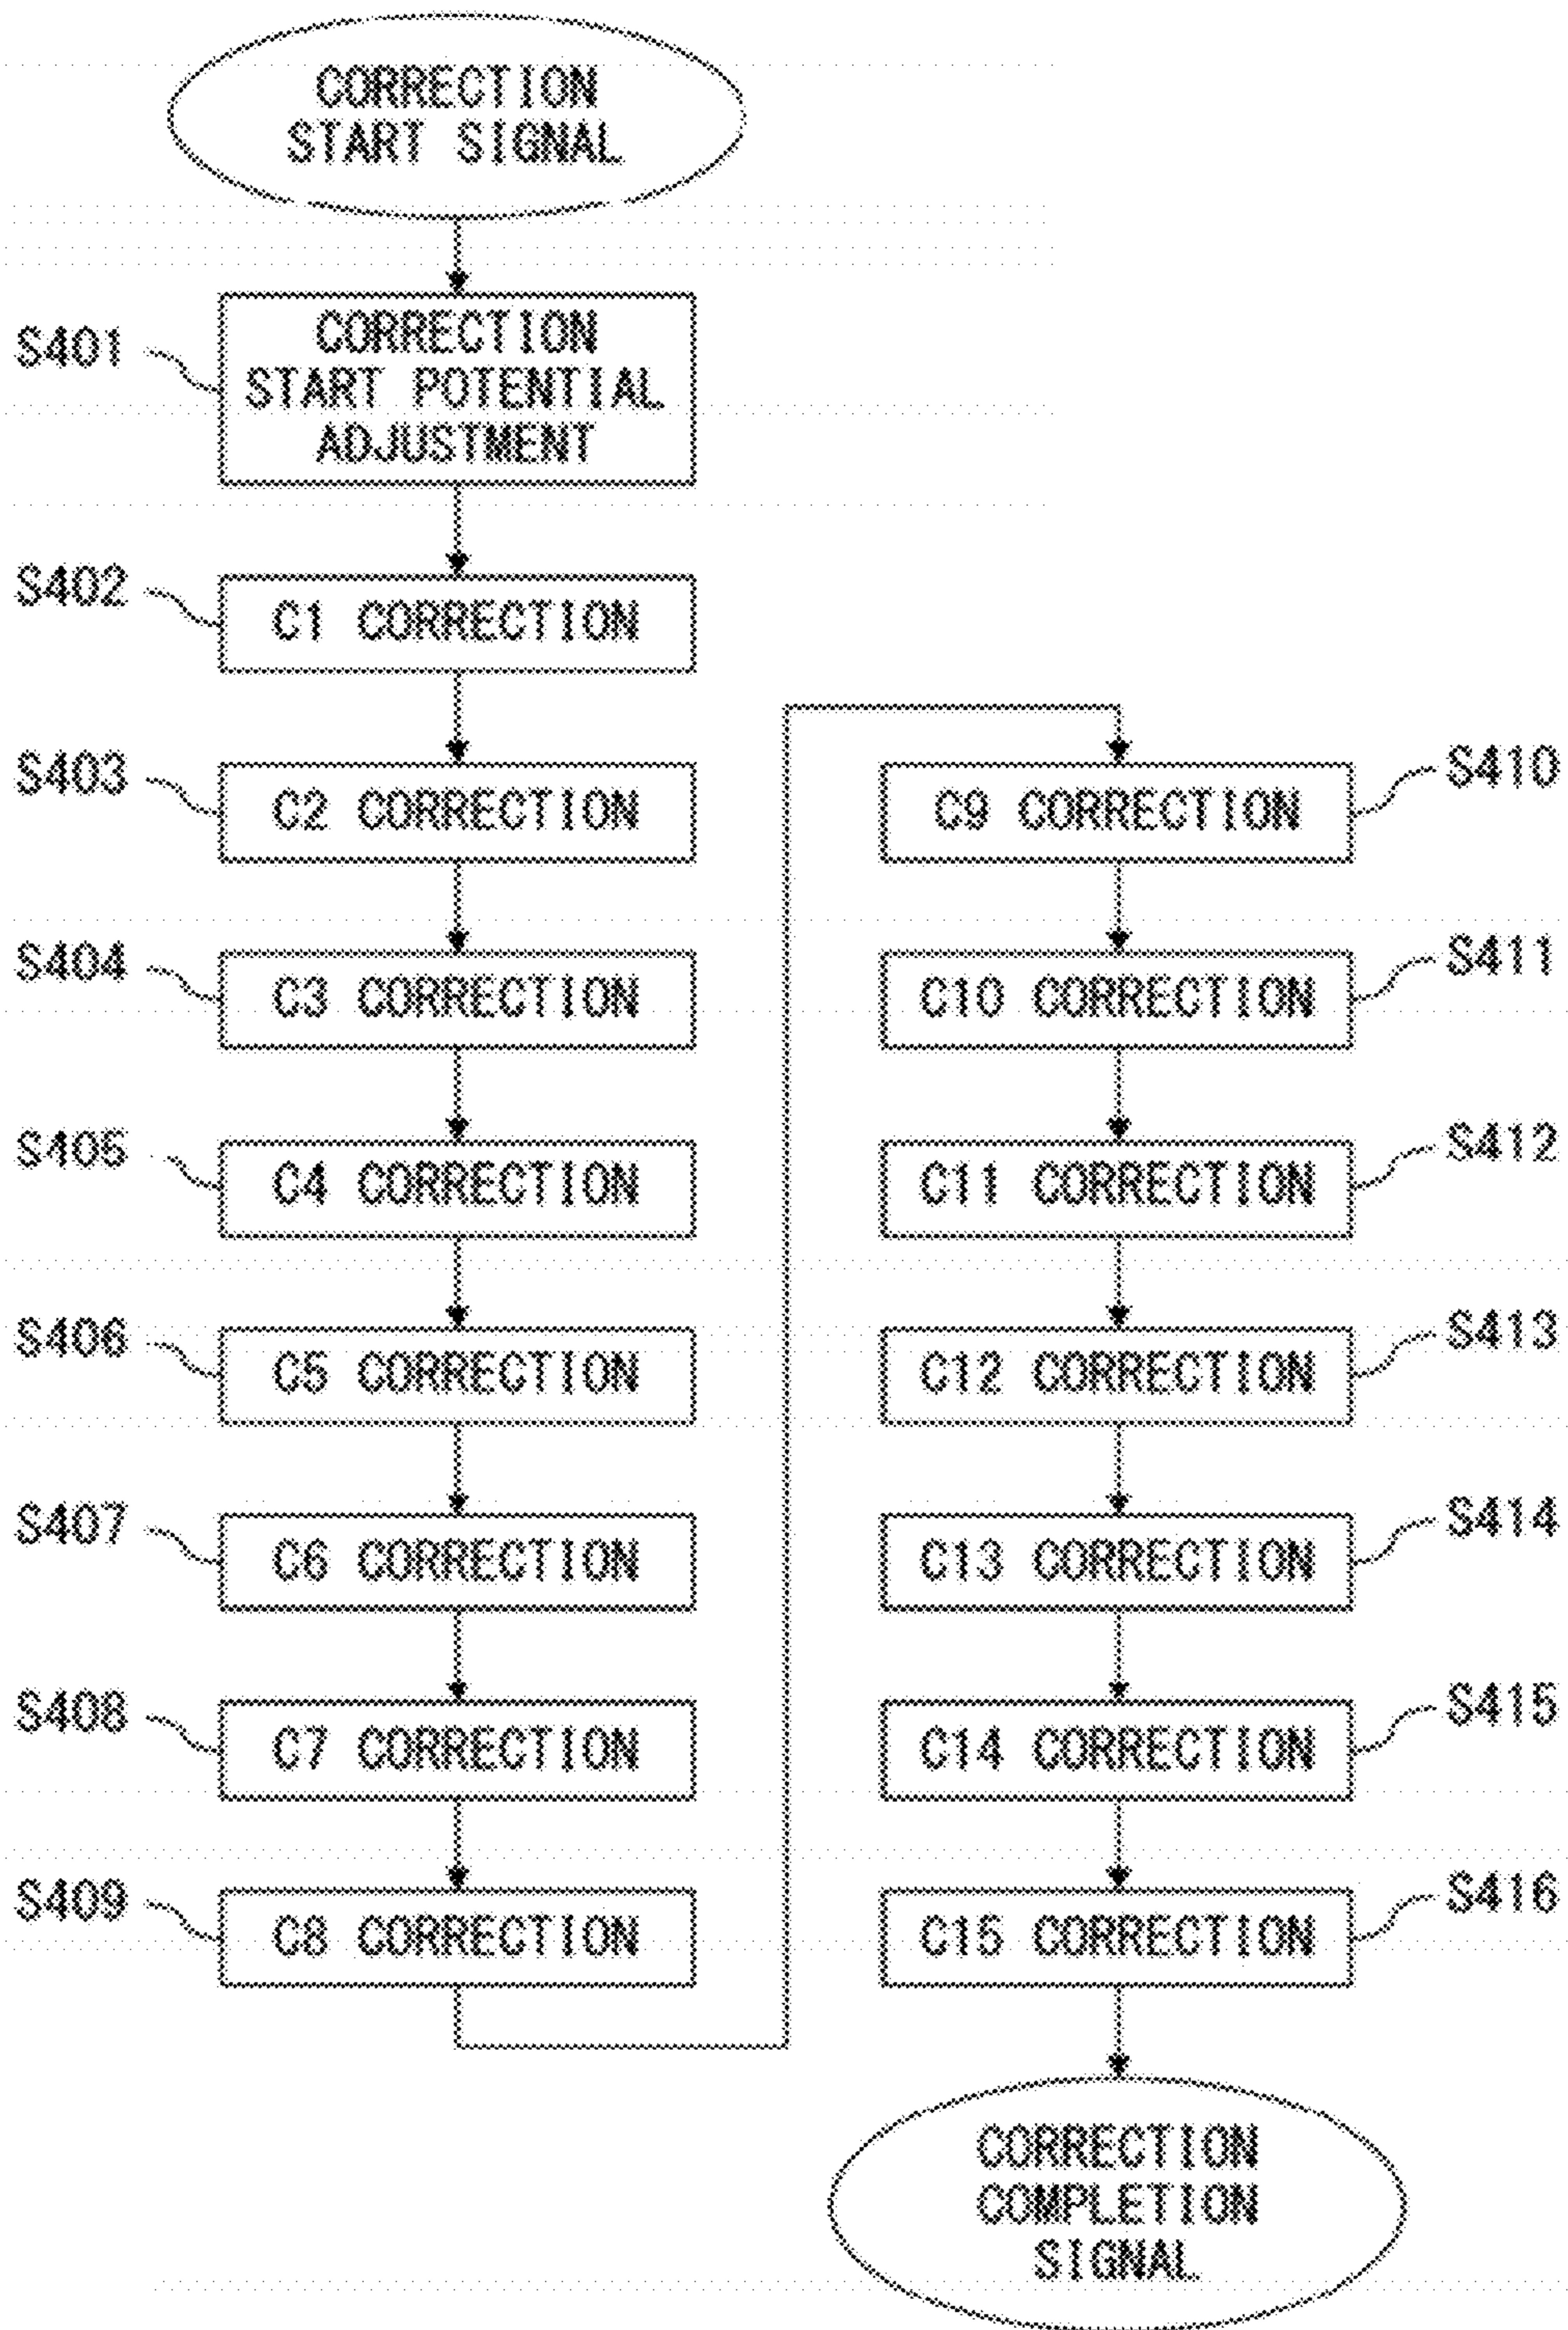 CORRECTION
START SIGNAL
S401
CORRECTION
START POTENTIAL
ADJUSTMENT
S402
C1 CORRECTION
S403
C2 CORRECTION
S404
C3 CORRECTION
S405
C4 CORRECTION
S406
C5 CORRECTION
S407
C6 CORRECTION
S408
C7 CORRECTION
S409
C8 CORRECTION
C9 CORRECTION
S410
C10 CORRECTION
S411
C11 CORRECTION
S412
C12 CORRECTION
S413
C13 CORRECTION
S414
C14 CORRECTION
S415
C15 CORRECTION
S416
CORRECTION
COMPLETION
SIGNAL